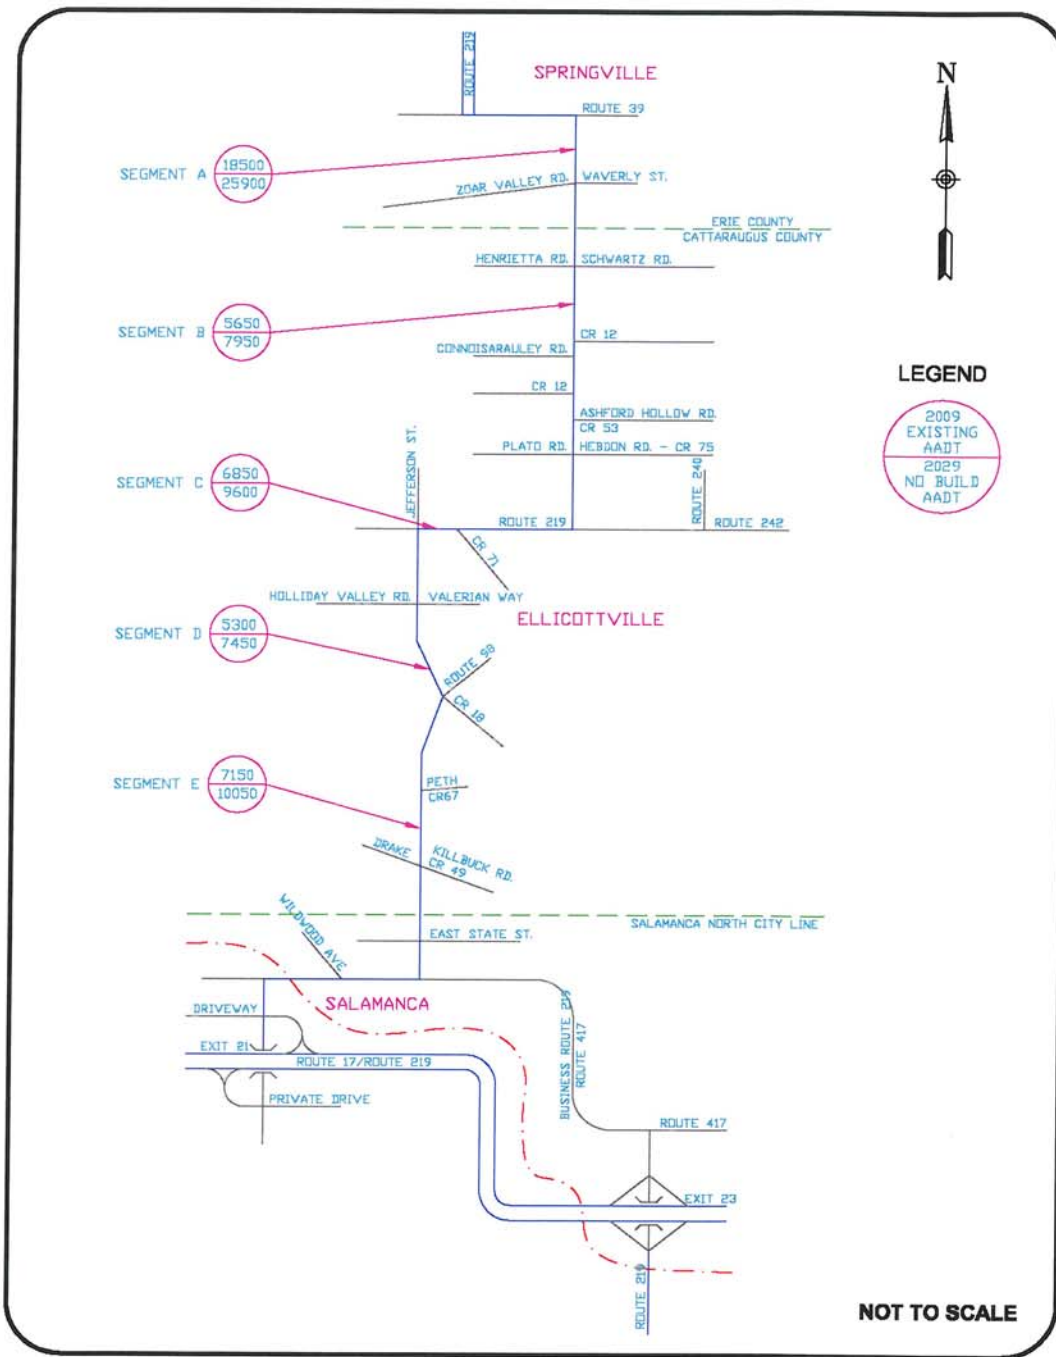 ROUTE 219
SPRINGVILLE
N
ROUTE 39
SEGMENT A
18500
25900
ZOAR VALLEY RD.
WAVERLY ST.
ERIE COUNTY
CATTARAUGUS COUNTY
HENRIETTA RD.
SCHWARTZ RD.
SEGMENT B
5650
7950
CR 12
CONNOISARAULEY RD.
CR 12
LEGEND
2009
EXISTING
AADT
2029
NO BUILD
AADT
ASHFORD HOLLOW RD.
CR 53
PLATO RD.
HEBDON RD. - CR 75
JEFFERSON ST.
ROUTE 240
SEGMENT C
6850
9600
ROUTE 219
ROUTE 242
CR 71
HOLLIDAY VALLEY RD.
VALERIAN WAY
ELLICOTTVILLE
SEGMENT D
5300
7450
ROUTE 98
CR 18
SEGMENT E
7150
10050
PETH
CR67
DRAKE
KILLBUCK RD.
CR 49
WILDWOOD AVE
SALAMANCA NORTH CITY LINE
EAST STATE ST.
SALAMANCA
DRIVEWAY
EXIT 21
ROUTE 17/ROUTE 219
PRIVATE DRIVE
BUSINESS ROUTE 219
ROUTE 417
ROUTE 417
EXIT 23
ROUTE 219
NOT TO SCALE